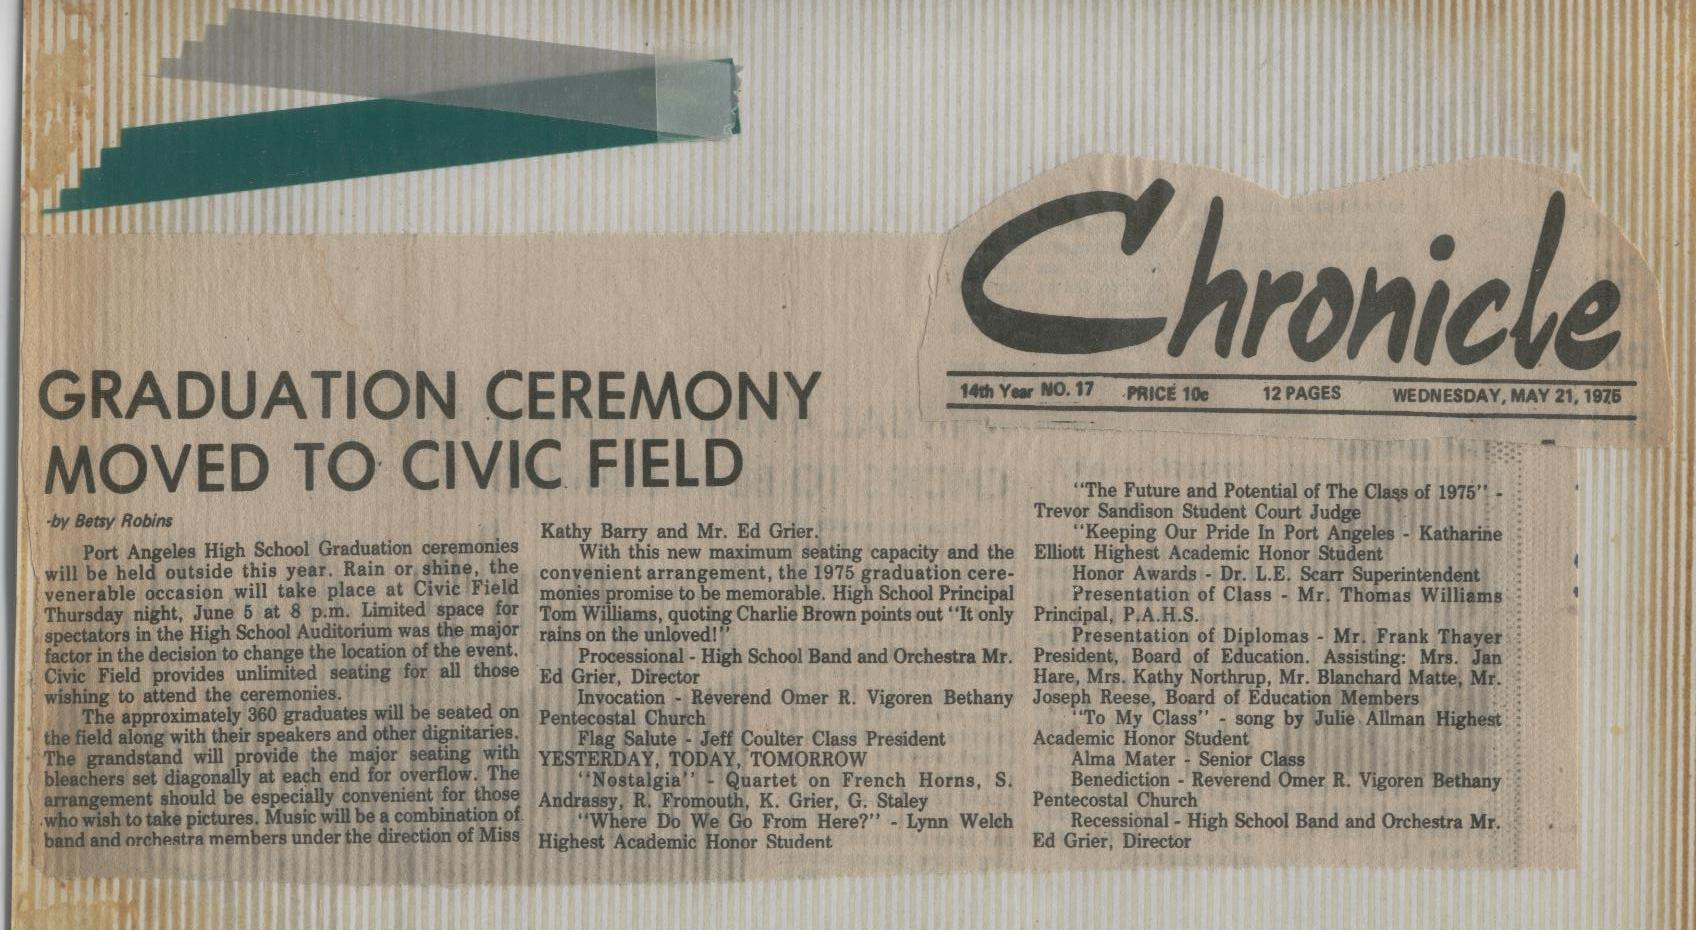 Chronicle
14th Year NO. 17 PRICE 10c 12 PAGES WEDNESDAY, MAY 21, 1975
GRADUATION CEREMONY
MOVED TO CIVIC FIELD
-by Betsy Robins
Port Angeles High School Graduation ceremonies
will be held outside this year. Rain or shine, the
venerable occasion will take place at Civic Field
Thursday night, June 5 at 8 p.m. Limited space for
spectators in the High School Auditorium was the major
factor in the decision to change the location of the event.
Civic Field provides unlimited seating for all those
wishing to attend the ceremonies.
The approximately 360 graduates will be seated on
the field along with their speakers and other dignitaries.
The grandstand will provide the major seating with
bleachers set diagonally at each end for overflow. The
arrangement should be especially convenient for those
who wish to take pictures. Music will be a combination of
band and orchestra members under the direction of Miss
Kathy Barry and Mr. Ed Grier.
With this new maximum seating capacity and the
convenient arrangement, the 1975 graduation cere-
monies promise to be memorable. High School Principal
Tom Williams, quoting Charlie Brown points out "It only
rains on the unloved!"
Processional - High School Band and Orchestra Mr.
Ed Grier, Director
Invocation - Reverend Omer R. Vigoren Bethany
Pentecostal Church
Flag Salute - Jeff Coulter Class President
YESTERDAY, TODAY, TOMORROW
"Nostalgia" - Quartet on French Horns, S.
Andrassy, R. Fromouth, K. Grier, G. Staley
"Where Do We Go From Here?" - Lynn Welch
Highest Academic Honor Student
"The Future and Potential of The Class of 1975" -
Trevor Sandison Student Court Judge
"Keeping Our Pride In Port Angeles - Katharine
Elliott Highest Academic Honor Student
Honor Awards - Dr. L.E. Scarr Superintendent
Presentation of Class - Mr. Thomas Williams
Principal, P.A.H.S.
Presentation of Diplomas - Mr. Frank Thayer
President, Board of Education. Assisting: Mrs. Jan
Hare, Mrs. Kathy Northrup, Mr. Blanchard Matte, Mr.
Joseph Reese, Board of Education Members
"To My Class" - song by Julie Allman Highest
Academic Honor Student
Alma Mater - Senior Class
Benediction - Reverend Omer R. Vigoren Bethany
Pentecostal Church
Recessional - High School Band and Orchestra Mr.
Ed Grier, Director